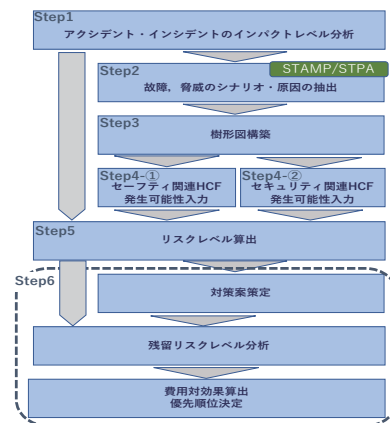 Step1
アクシデント・インシデントのインパクトレベル分析
STAMP/STPA
Step2
故障,脅威のシナリオ・原因の抽出
Step3
樹形図構築
Step4-①
セーフティ関連HCF
発生可能性入力
Step4-②
セキュリティ関連HCF
発生可能性入力
Step5
リスクレベル算出
Step6
対策案策定
残留リスクレベル分析
費用対効果算出
優先順位決定